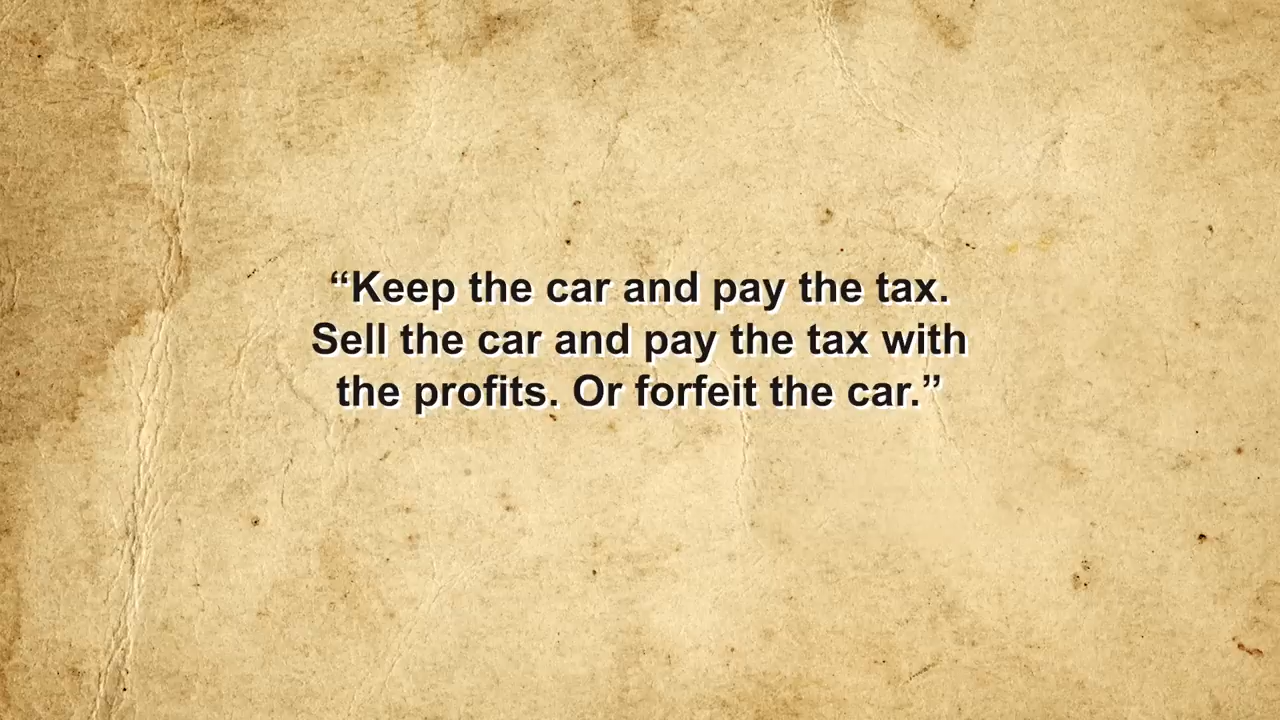 “Keep the car and pay the tax.
Sell the car and pay the tax with
the profits. Or forfeit the car.”